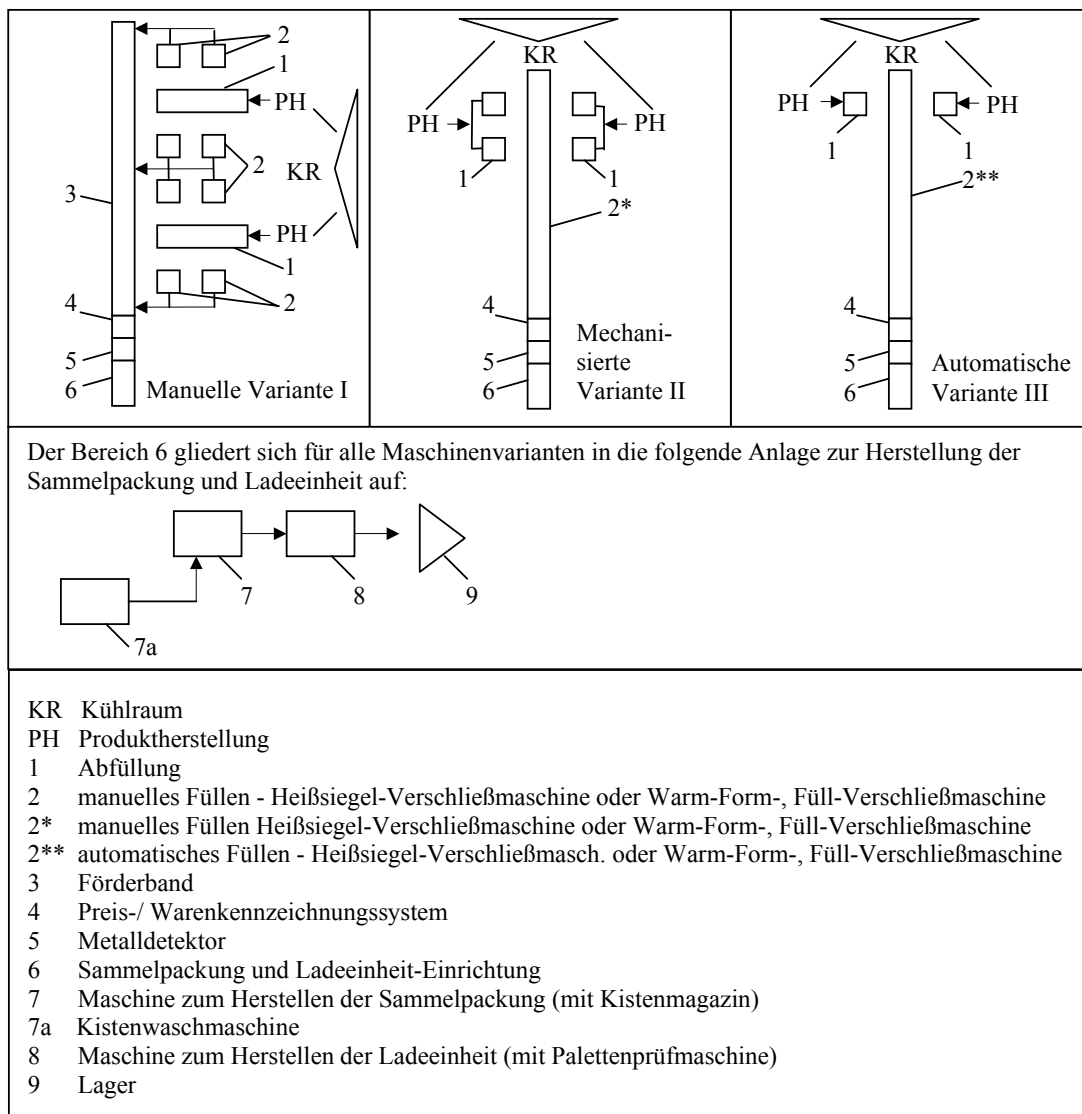 2
1
PH
2
KR
3
PH
1
2
4
5
6
Manuelle Variante I
KR
PH
PH
1
1
2*
4
5
6
Mechani-
sierte
Variante II
KR
PH
PH
1
1
2**
4
5
6
Automatische
Variante III
Der Bereich 6 gliedert sich für alle Maschinenvarianten in die folgende Anlage zur Herstellung der
Sammelpackung und Ladeeinheit auf:
7
8
9
7a
KR Kühlraum
PH Produktherstellung
1 Abfüllung
2 manuelles Füllen - Heißsiegel-Verschließmaschine oder Warm-Form-, Füll-Verschließmaschine
2* manuelles Füllen Heißsiegel-Verschließmaschine oder Warm-Form-, Füll-Verschließmaschine
2** automatisches Füllen - Heißsiegel-Verschließmasch. oder Warm-Form-, Füll-Verschließmaschine
3 Förderband
4 Preis-/ Warenkennzeichnungssystem
5 Metalldetektor
6 Sammelpackung und Ladeeinheit-Einrichtung
7 Maschine zum Herstellen der Sammelpackung (mit Kistenmagazin)
7a Kistenwaschmaschine
8 Maschine zum Herstellen der Ladeeinheit (mit Palettenprüfmaschine)
9 Lager